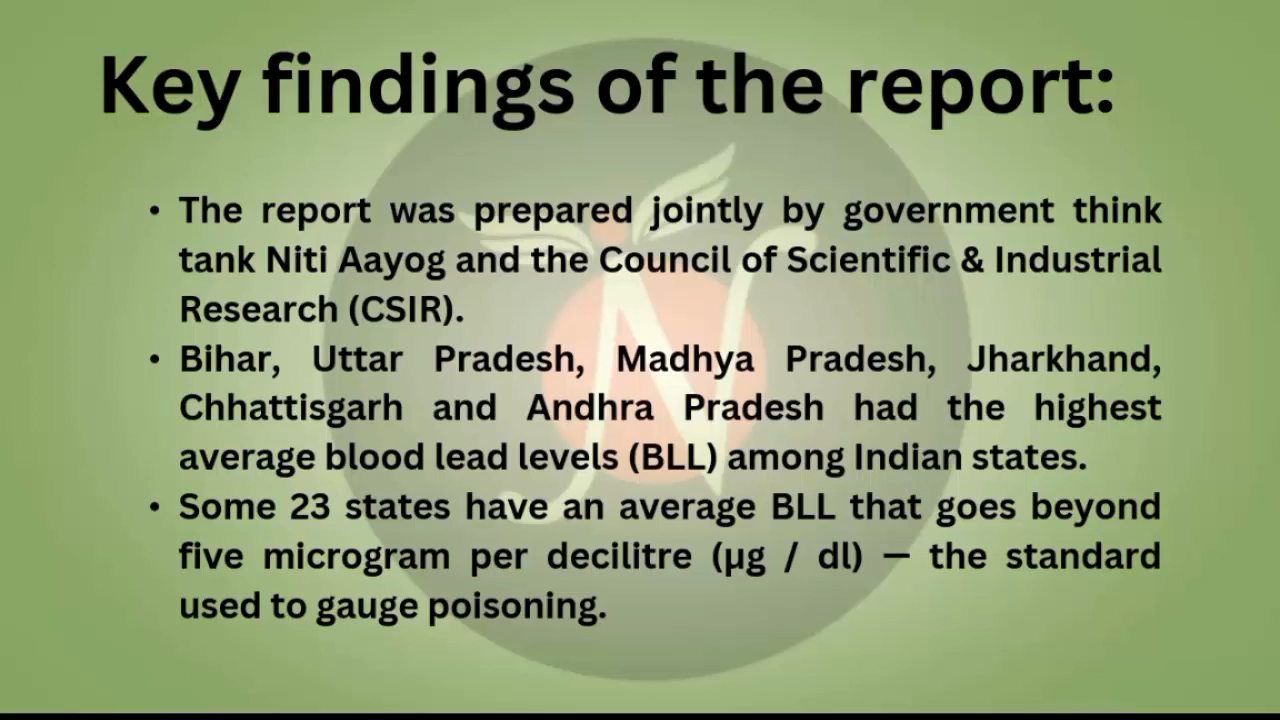 Key findings of the report:
• The report was prepared jointly by government think
tank Niti Aayog and the Council of Scientific & Industrial
Research (CSIR).
• Bihar, Uttar Pradesh, Madhya Pradesh, Jharkhand,
Chhattisgarh and Andhra Pradesh had the highest
average blood lead levels (BLL) among Indian states.
• Some 23 states have an average BLL that goes beyond
five microgram per decilitre (µg / dl) — the standard
used to gauge poisoning.